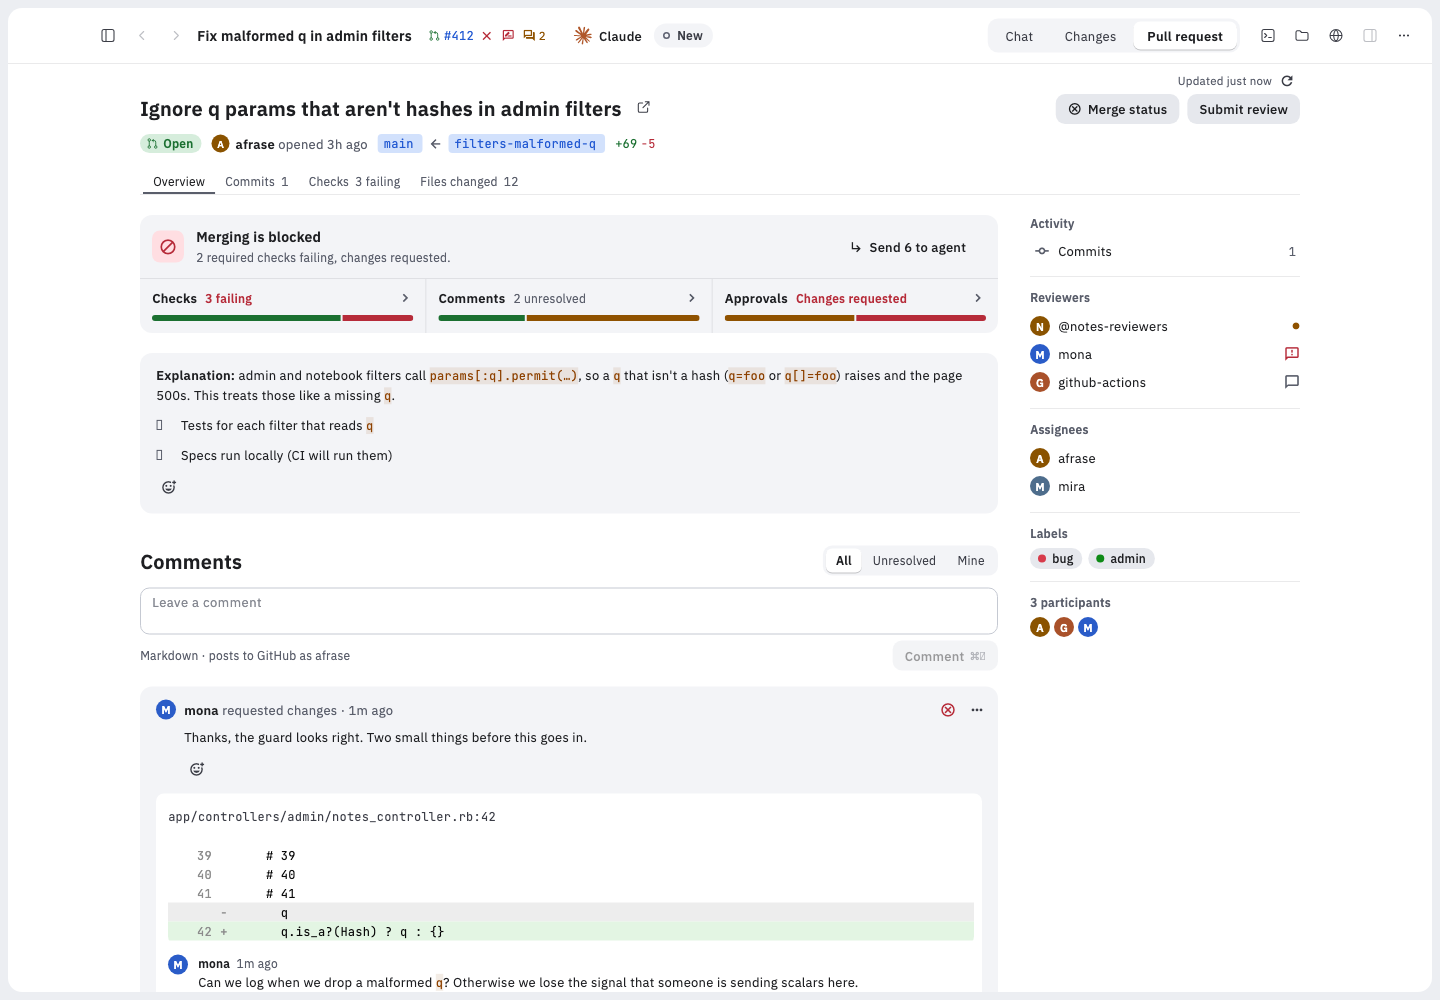 Fix malformed q in admin filters #412 2 Claude New Chat Changes Pull request
Updated just now
Ignore q params that aren't hashes in admin filters Merge status Submit review
Open A afrase opened 3h ago main ← filters-malformed-q +69 -5
Overview Commits 1 Checks 3 failing Files changed 12
Merging is blocked
2 required checks failing, changes requested.
Send 6 to agent
Checks 3 failing Comments 2 unresolved Approvals Changes requested
Explanation: admin and notebook filters call params[:q].permit(…), so a q that isn't a hash (q=foo or q[]=foo) raises and the page
500s. This treats those like a missing q.
Tests for each filter that reads q
Specs run locally (CI will run them)
Comments All Unresolved Mine
Leave a comment
Markdown · posts to GitHub as afrase Comment ⌘
M mona requested changes · 1m ago
Thanks, the guard looks right. Two small things before this goes in.
app/controllers/admin/notes_controller.rb:42
39 # 39
40 # 40
41 # 41
- q
42 + q.is_a?(Hash) ? q : {}
M mona 1m ago
Can we log when we drop a malformed q? Otherwise we lose the signal that someone is sending scalars here.
Activity
Commits 1
Reviewers
N @notes-reviewers
M mona
G github-actions
Assignees
A afrase
M mira
Labels
bug admin
3 participants
A G M